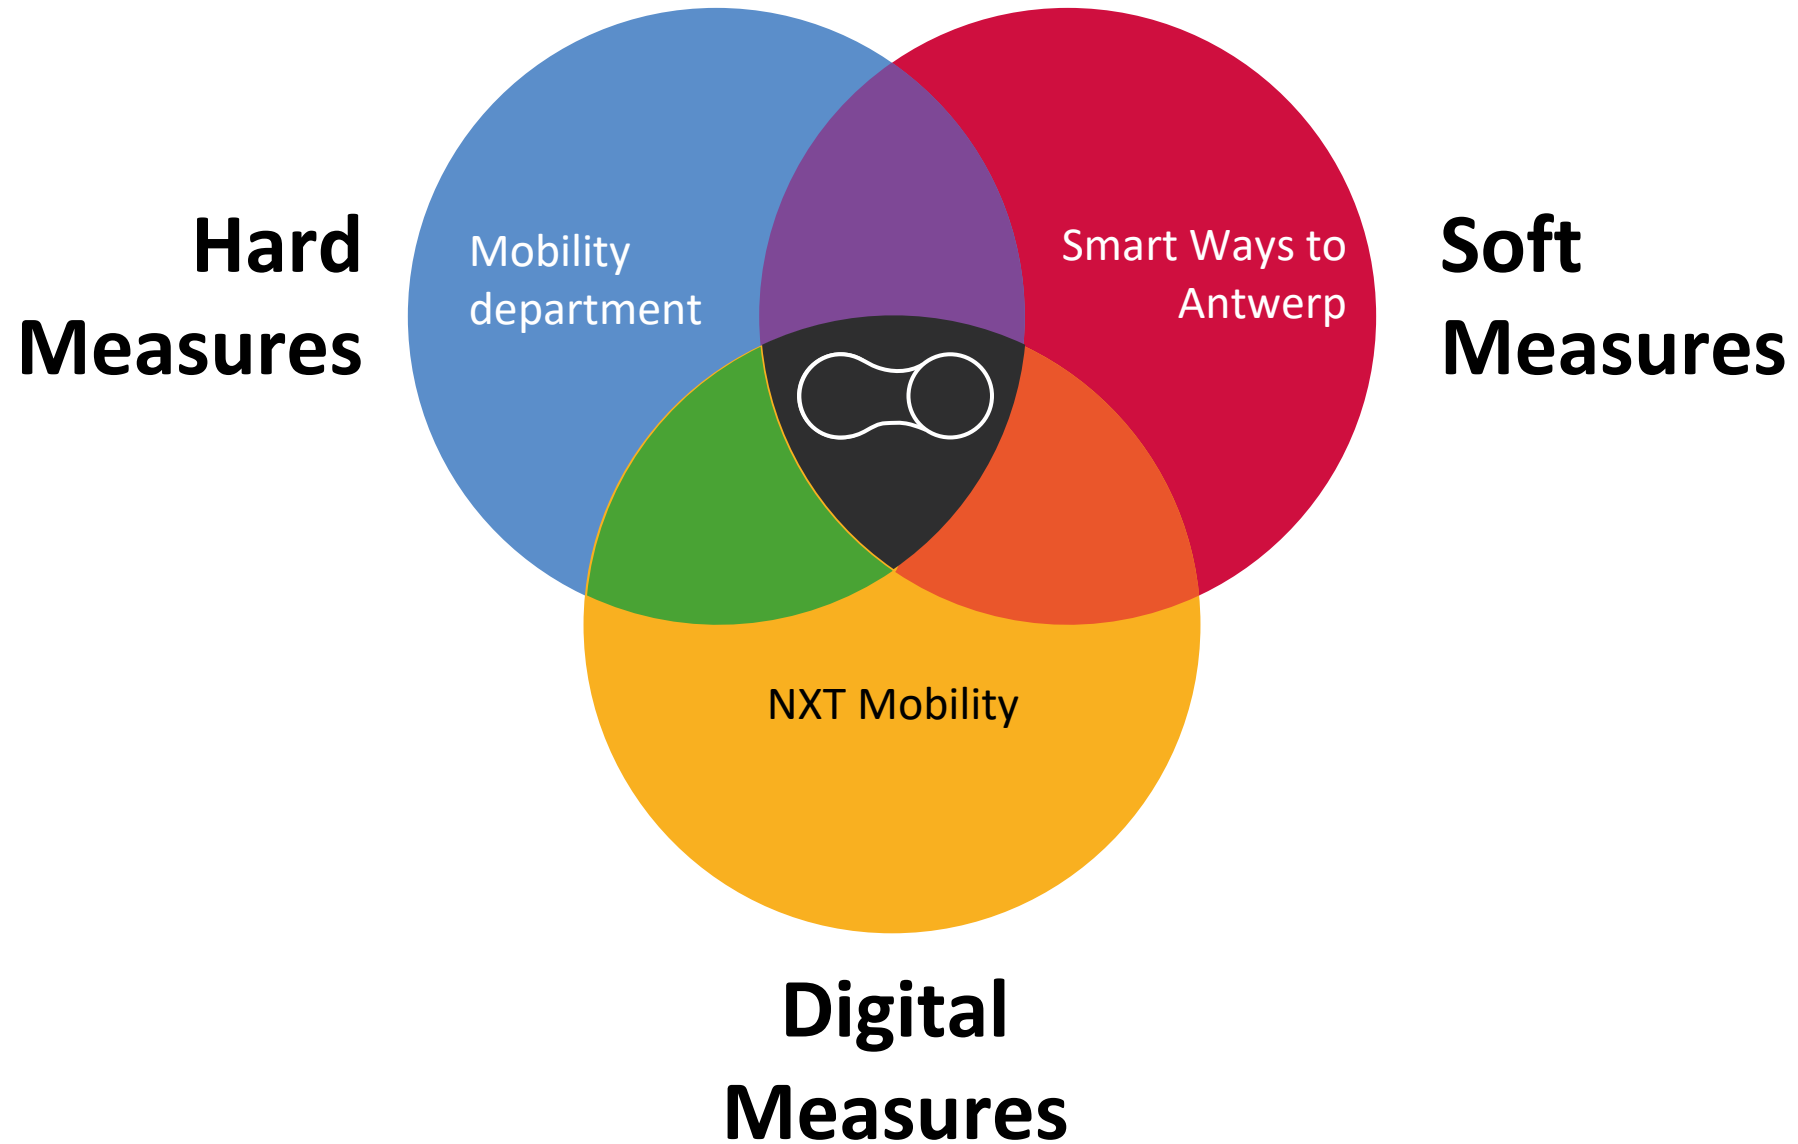 Hard
Measures
Mobility
department
Smart Ways to
Antwerp
Soft
Measures
NXT Mobility
Digital
Measures